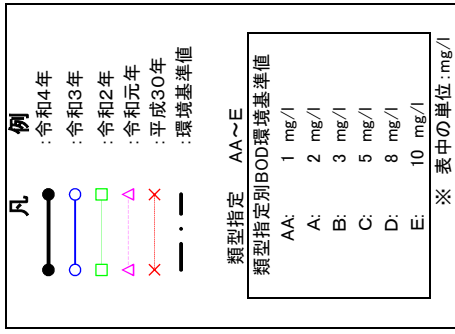 凡　例
:令和4年
:令和3年
:令和2年
:令和元年
:平成30年
:環境基準値
類型指定　AA～E
類型指定別BOD環境基準値
AA:　1 mg/l
A:　2 mg/l
B:　3 mg/l
C:　5 mg/l
D:　8 mg/l
E:　10 mg/l
※ 表中の単位:mg/l